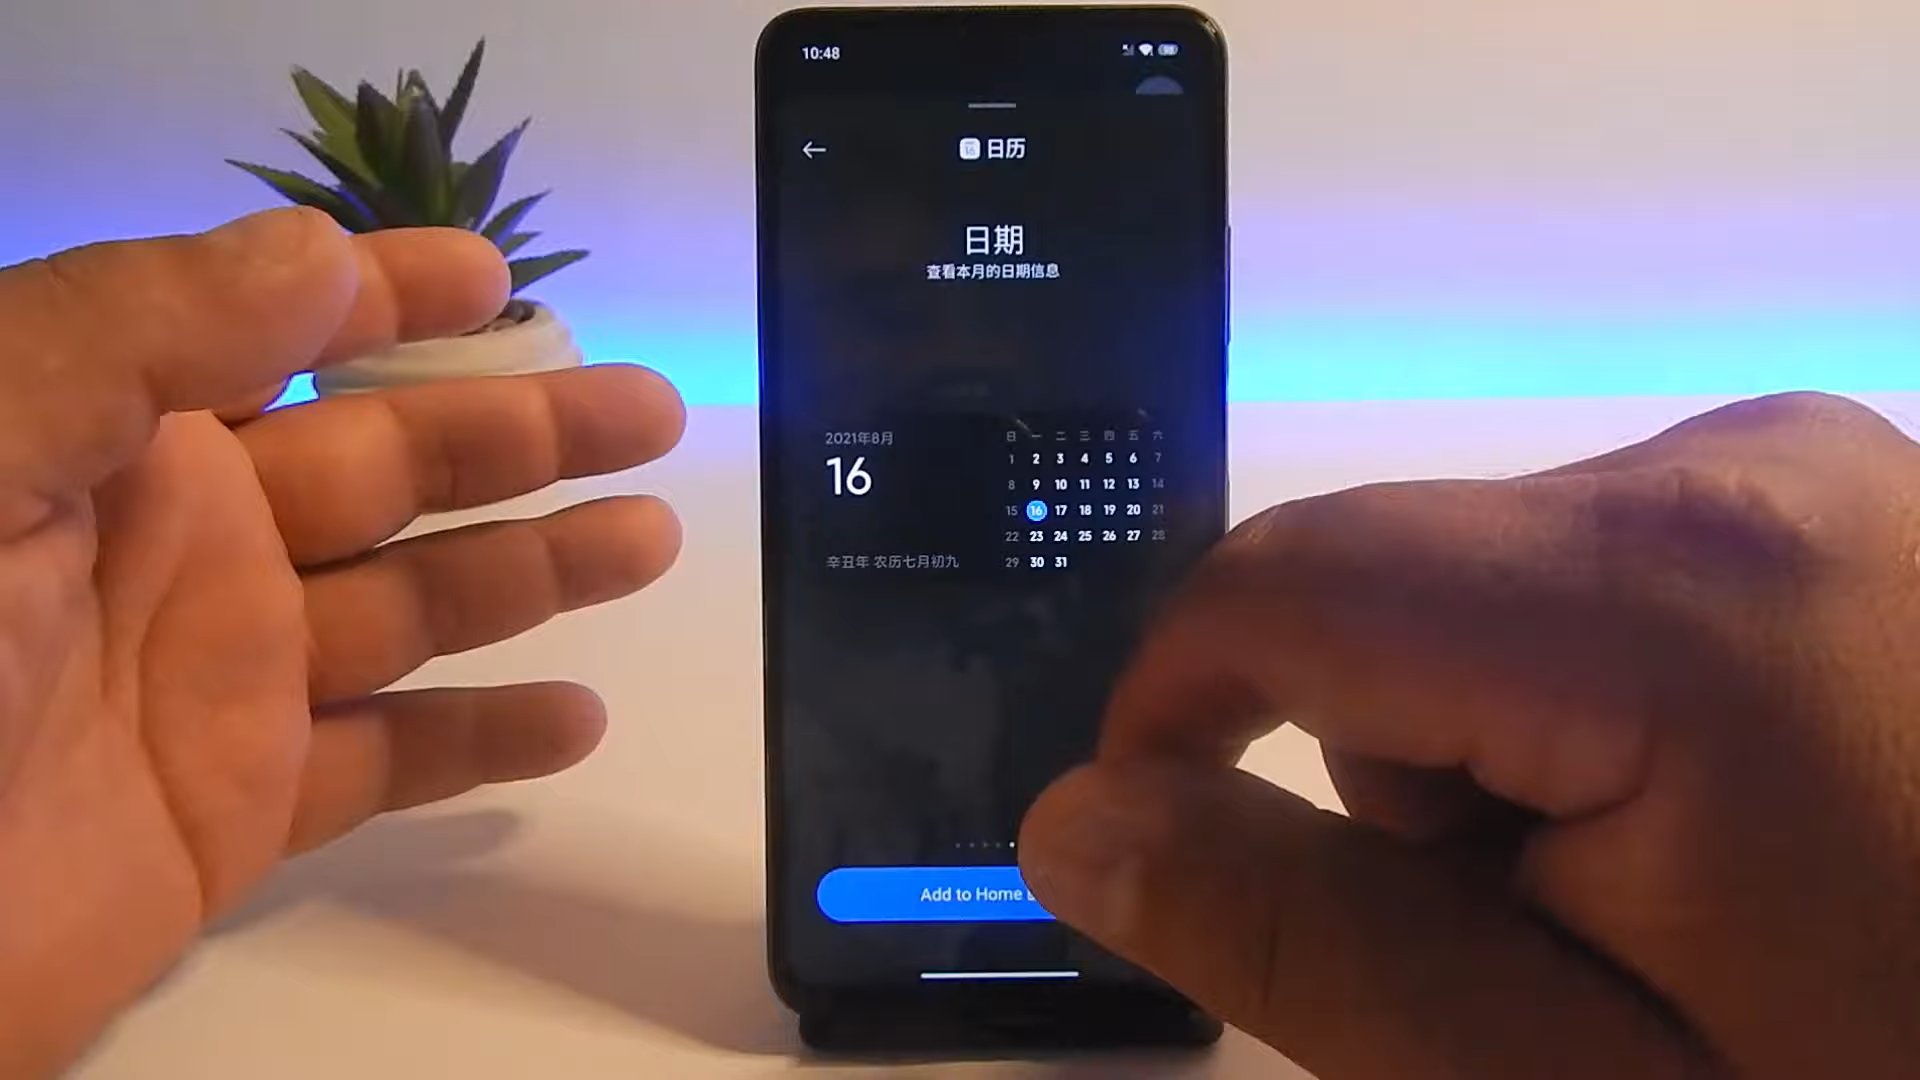 10:48
98
16 日历
日期
查看本月的日期信息
2021年8月
16
辛丑年 农历七月初九
日 一 二 三 四 五 六
1 2 3 4 5 6 7
8 9 10 11 12 13 14
15 16 17 18 19 20 21
22 23 24 25 26 27 28
29 30 31
Add to Home